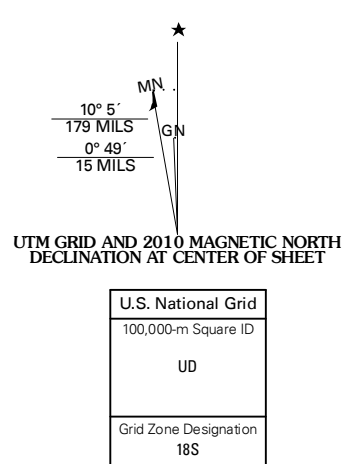 ★
MN
10° 5´
179 MILS
GN
0° 49´
15 MILS
UTM GRID AND 2010 MAGNETIC NORTH
DECLINATION AT CENTER OF SHEET
U.S. National Grid
100,000-m Square ID
UD
Grid Zone Designation
18S